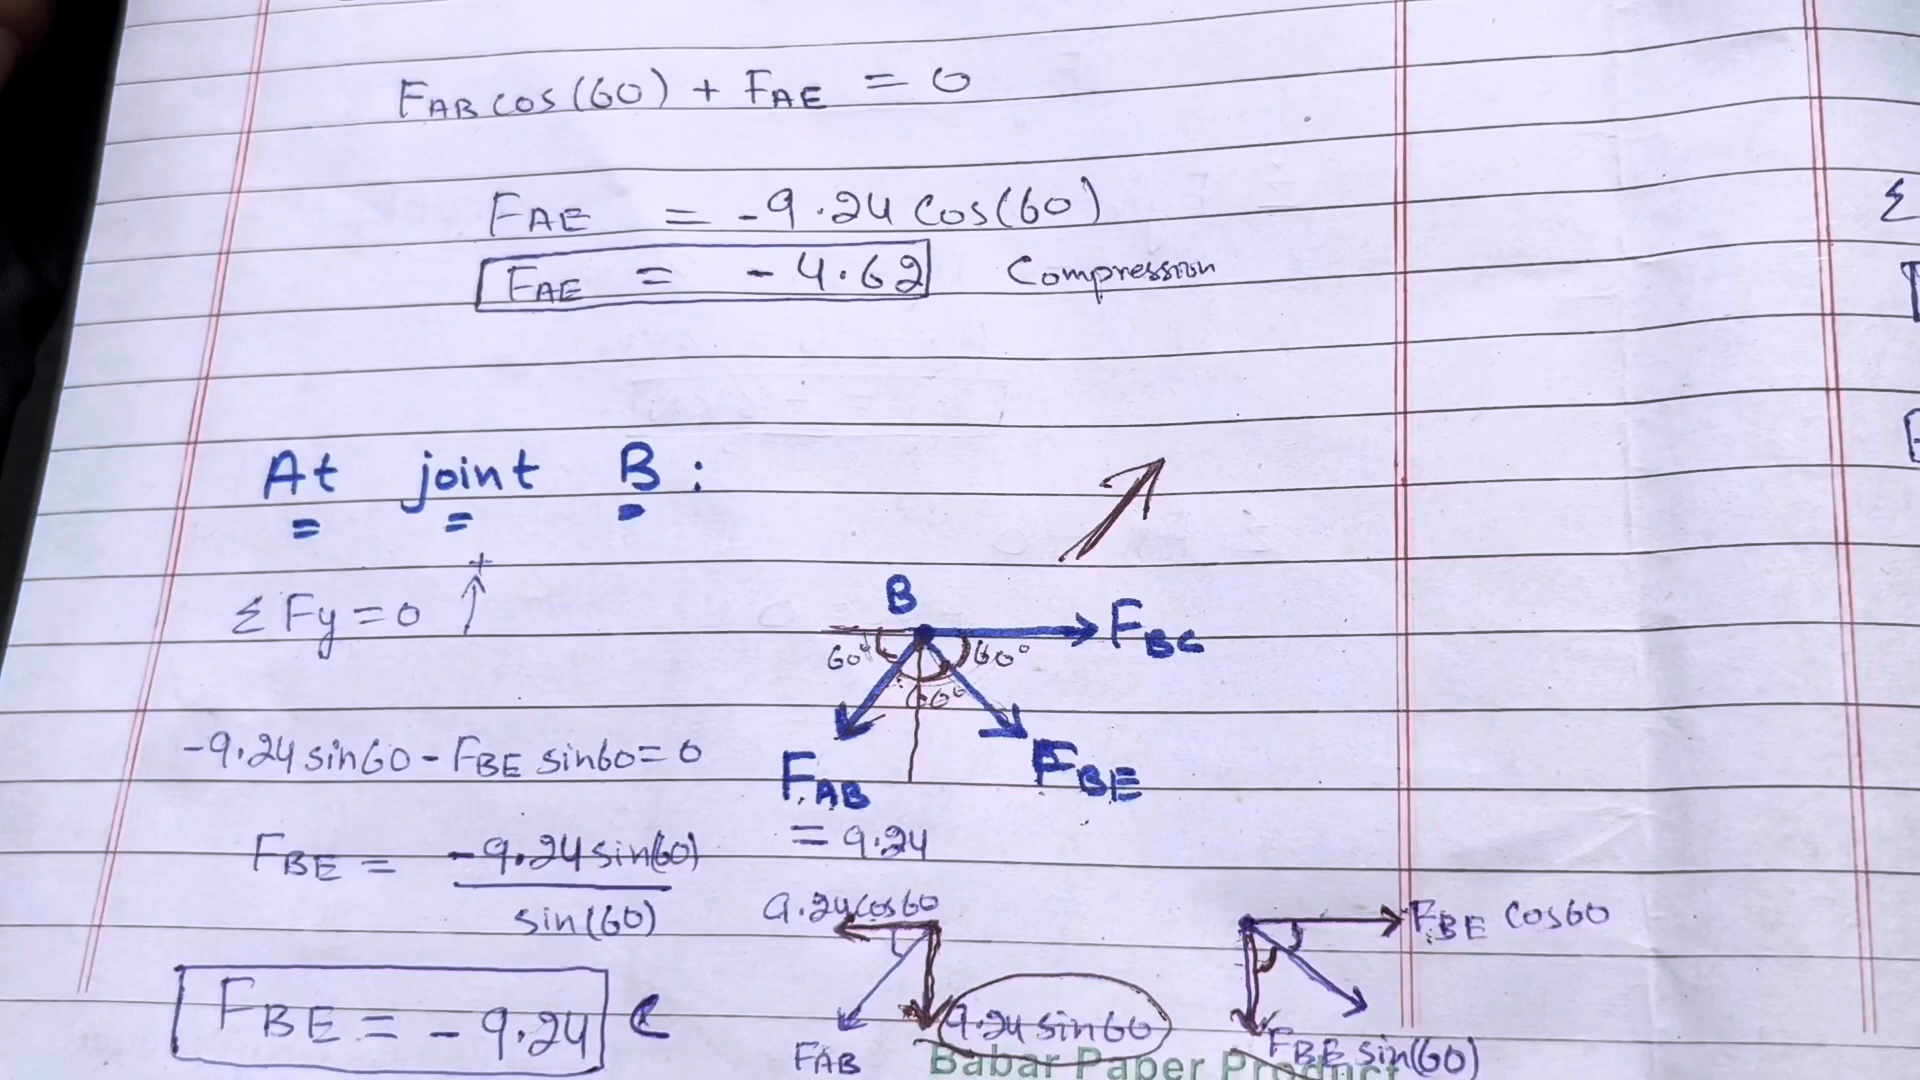 FAB cos(60) + FAE = 0
FAE = -9.24 cos(60)
FAE = -4.62 Compression
At joint B:
ΣFy=0 ↑+
B
FBC
60° 60°
60°
-9.24 sin60 - FBE sin60 = 0
FAB FBE
= 9.24
FBE = -9.24 sin(60)
sin(60)
9.24cos60
FBE cos60
FBE = -9.24 C
9.24 sin60
FAB
FBE sin(60)
Babar Paper Product
Σ